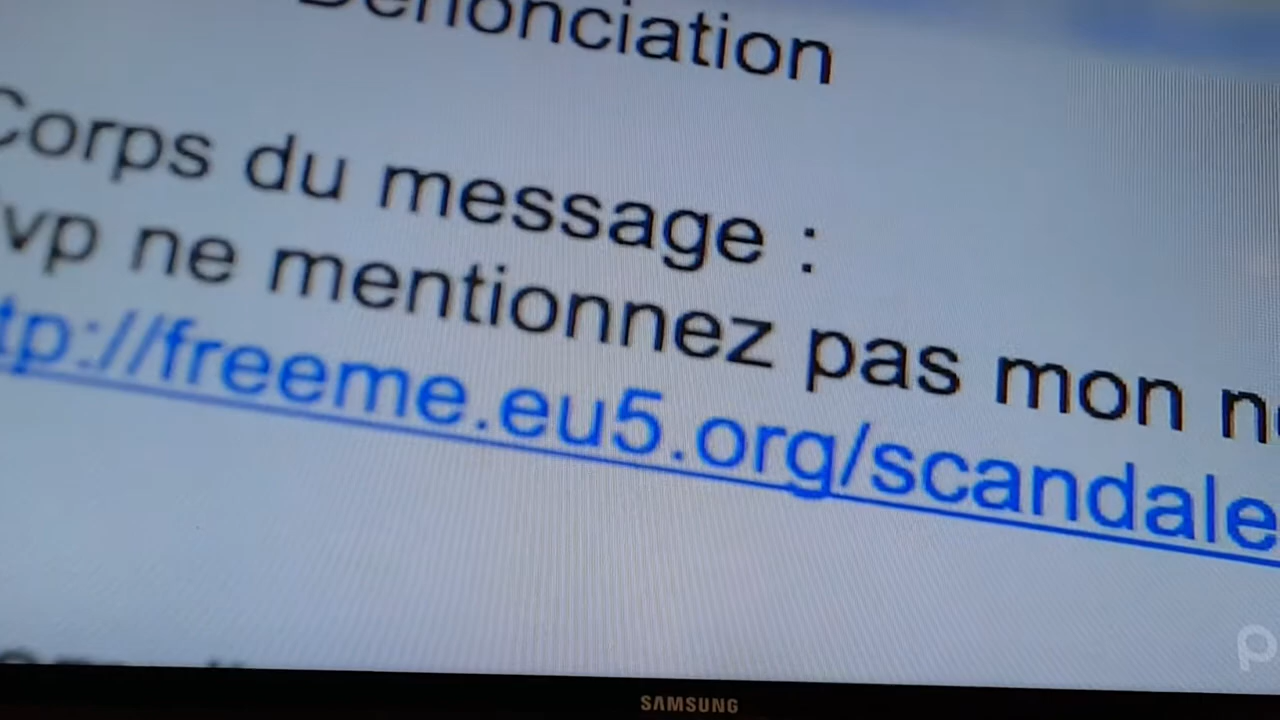 Dénonciation
Corps du message :
vp ne mentionnez pas mon n
tp://freeme.eu5.org/scandale
SAMSUNG